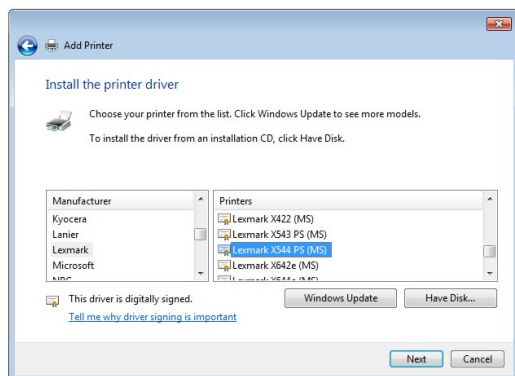 Add Printer
Install the printer driver
Choose your printer from the list. Click Windows Update to see more models.
To install the driver from an installation CD, click Have Disk.
Manufacturer
Kyocera
Lanier
Lexmark
Microsoft
Printers
Lexmark X422 (MS)
Lexmark X543 PS (MS)
Lexmark X544 PS (MS)
Lexmark X642e (MS)
This driver is digitally signed.
Tell me why driver signing is important
Windows Update
Have Disk...
Next
Cancel